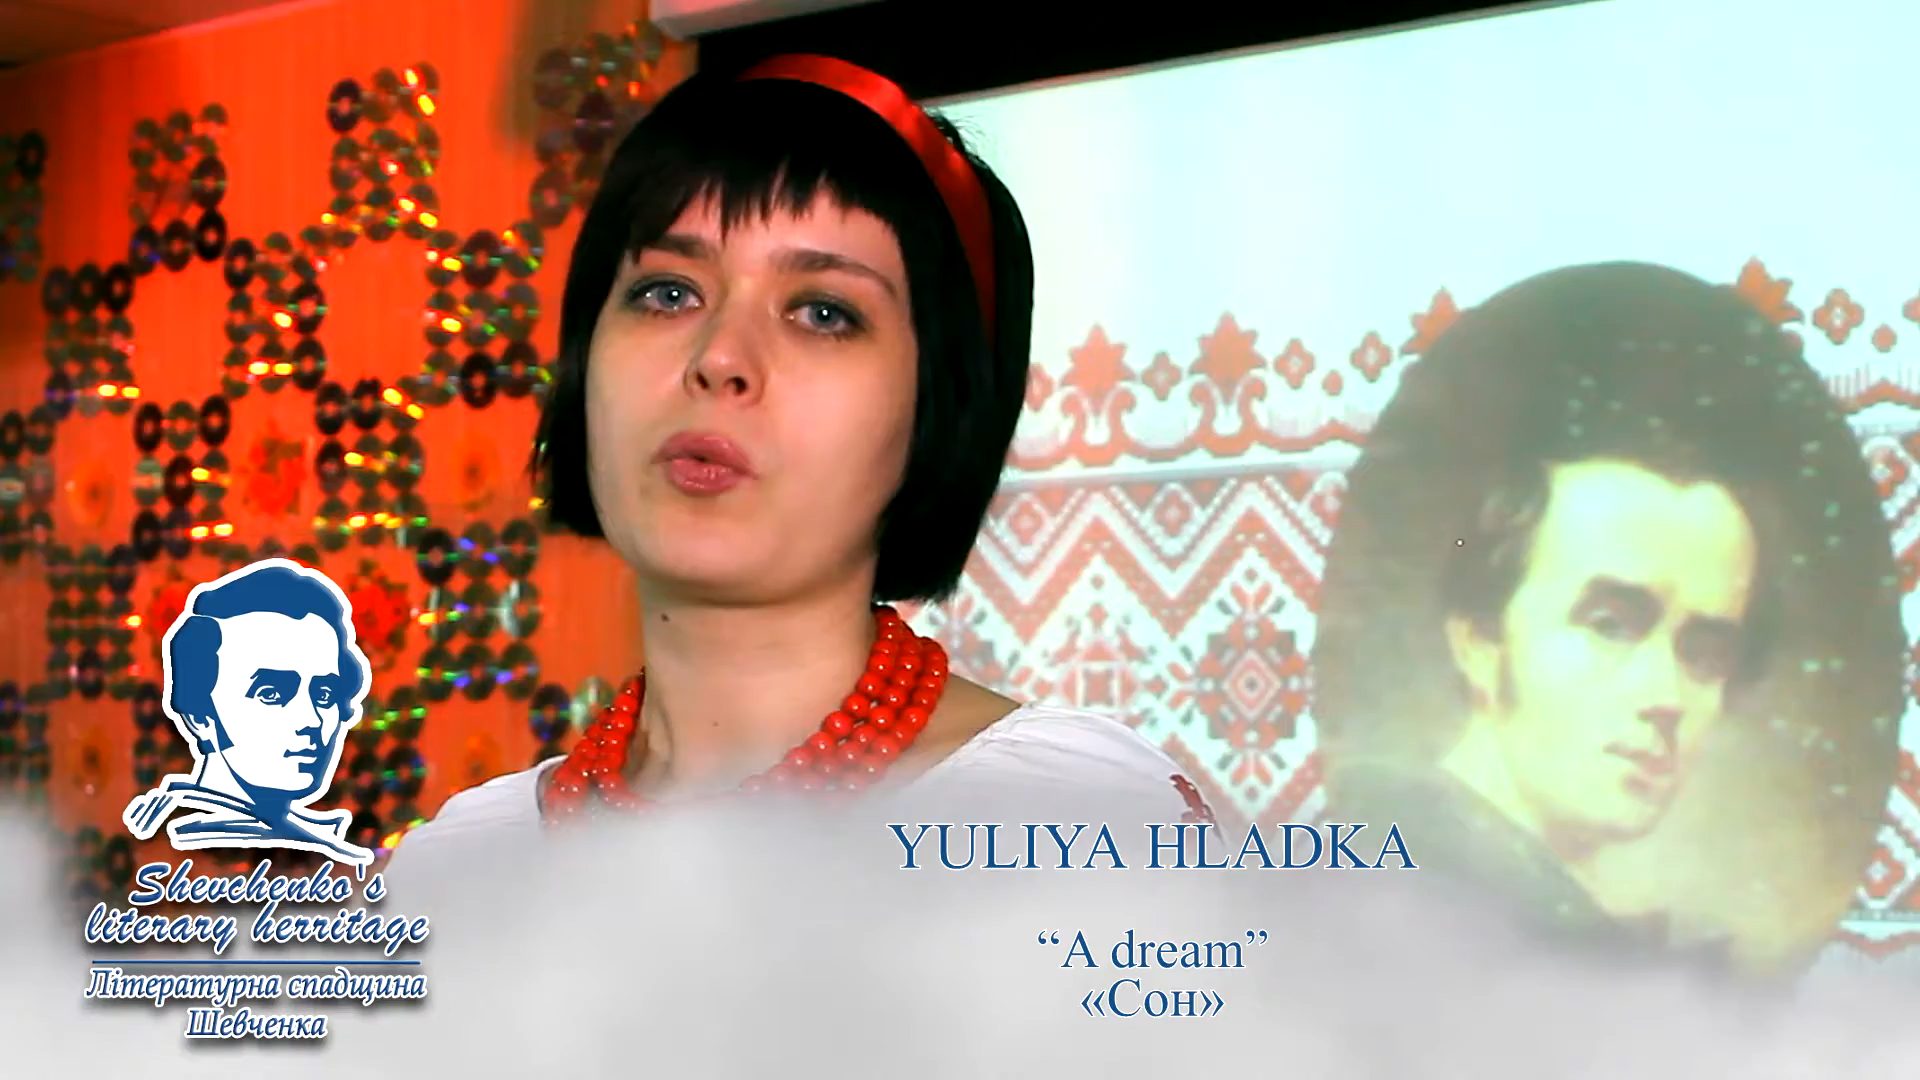 Shevchenko's
literary herritage
Літературна спадщина
Шевченка
YULIYA HLADKA
“A dream”
«Сон»